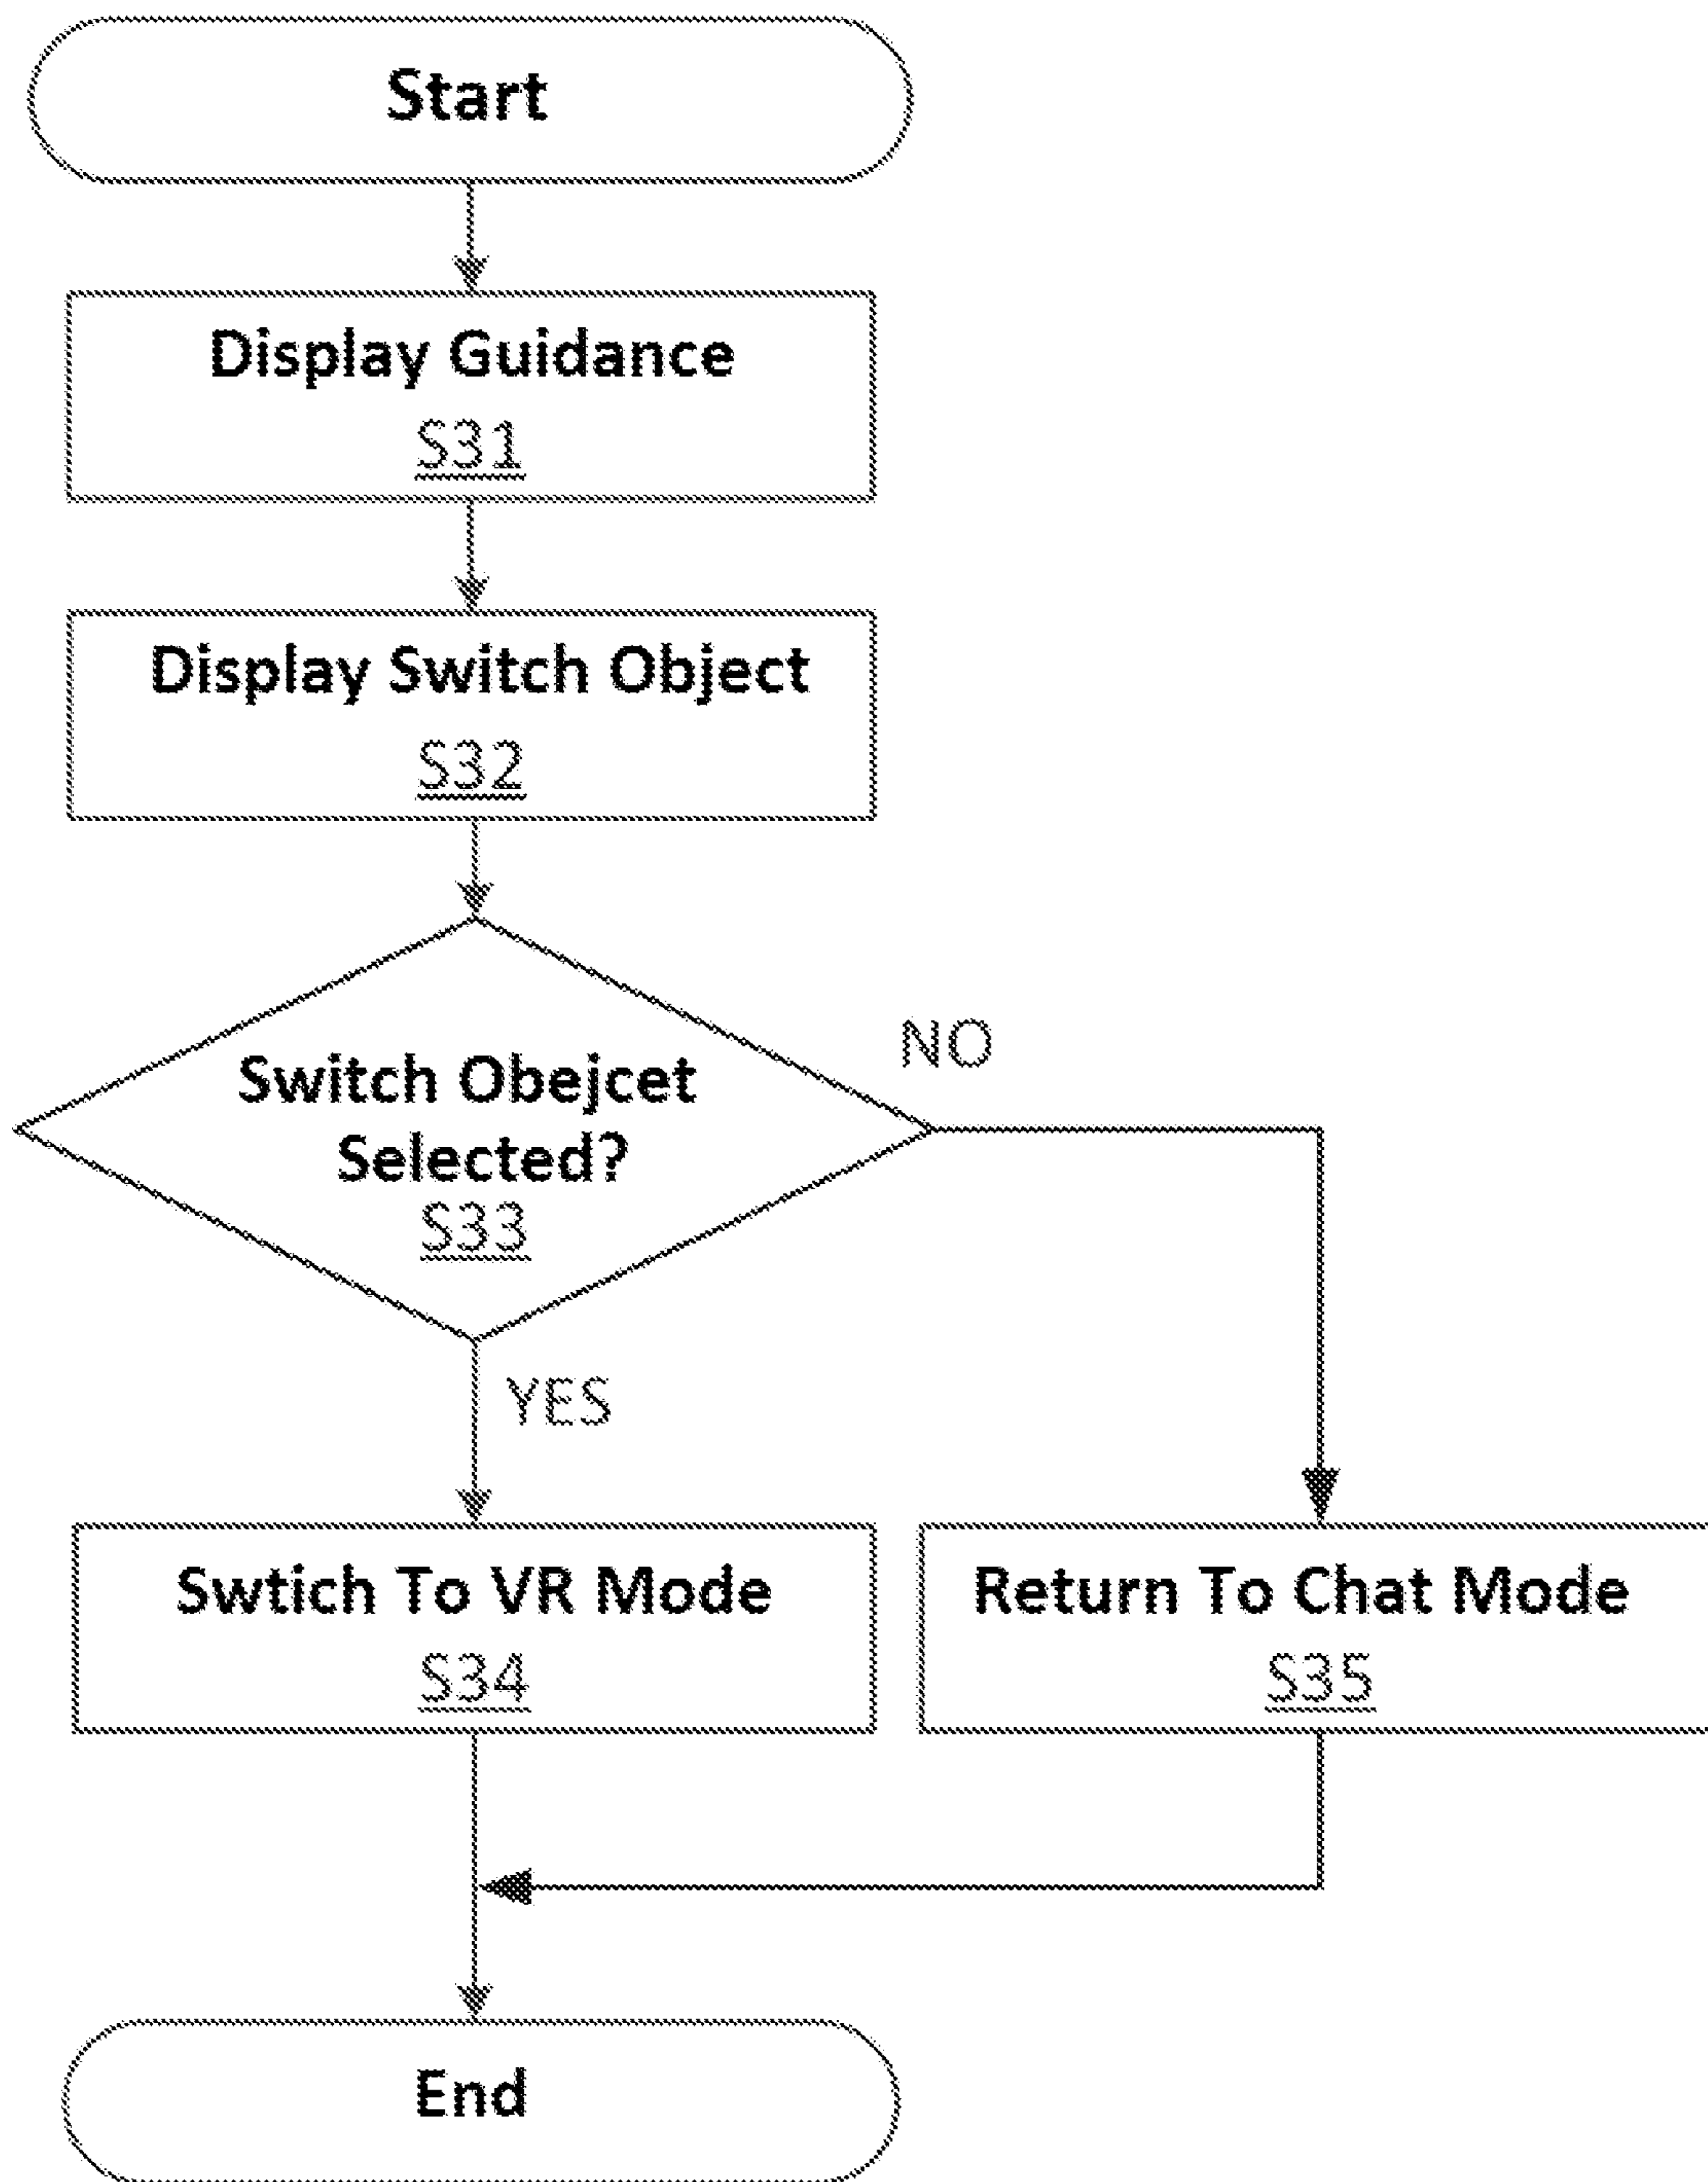 Start
Display Guidance
S31
Display Switch Object
S32
NO
Switch Obejcet
Selected?
S33
YES
Swtich To VR Mode
S34
Return To Chat Mode
S35
End